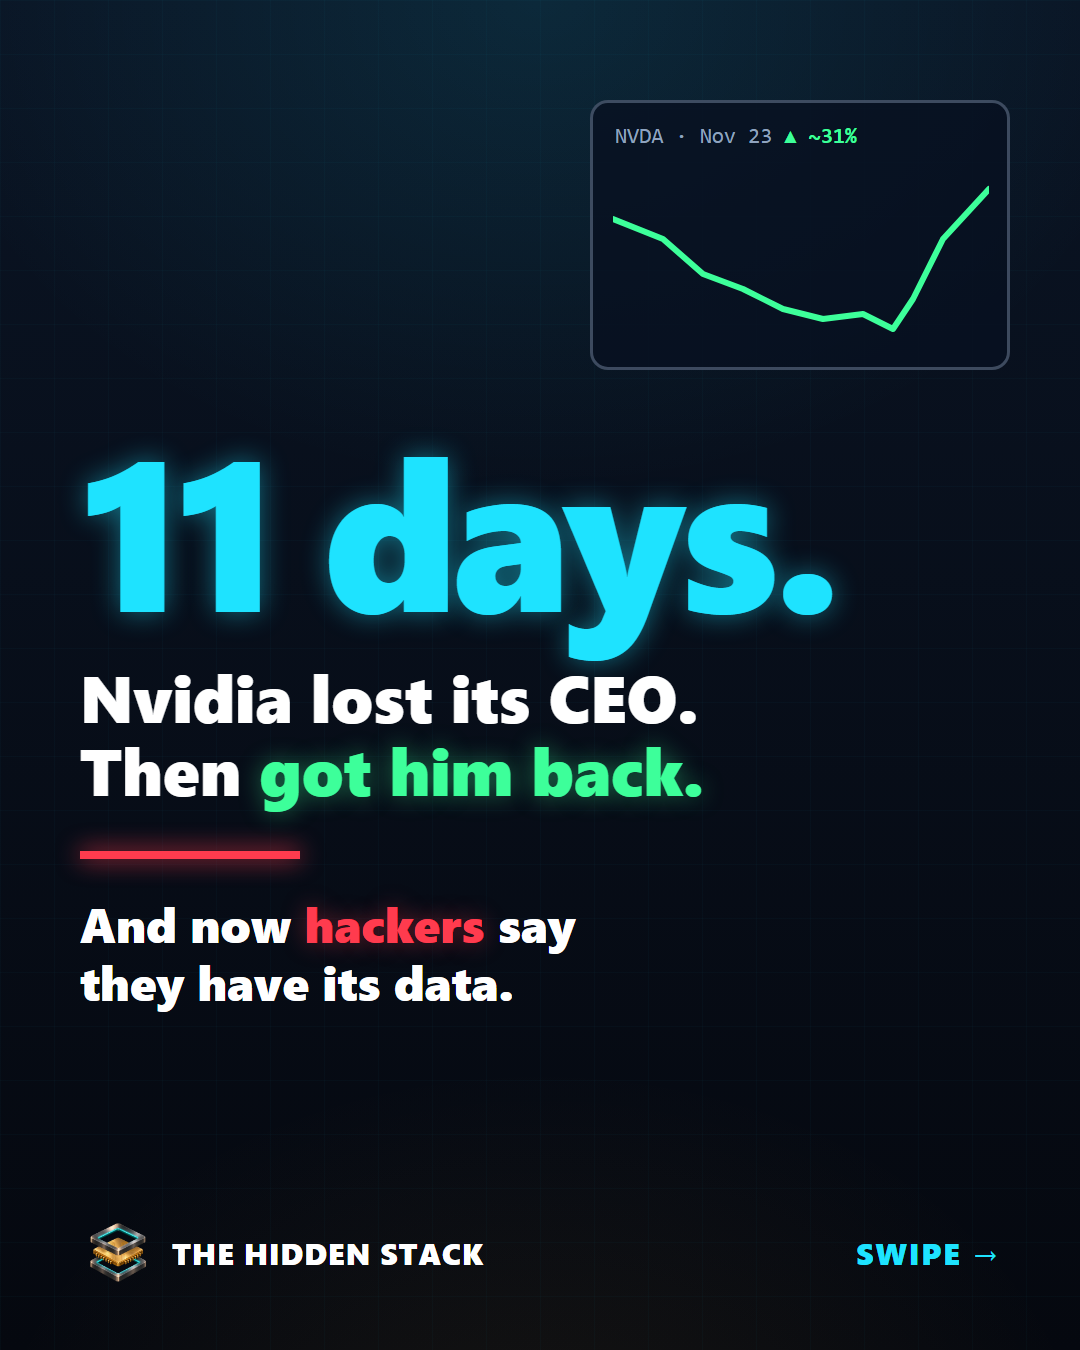 NVDA · Nov 23 ▲ ~31%
11 days.
Nvidia lost its CEO.
Then got him back.
And now hackers say
they have its data.
THE HIDDEN STACK
SWIPE →